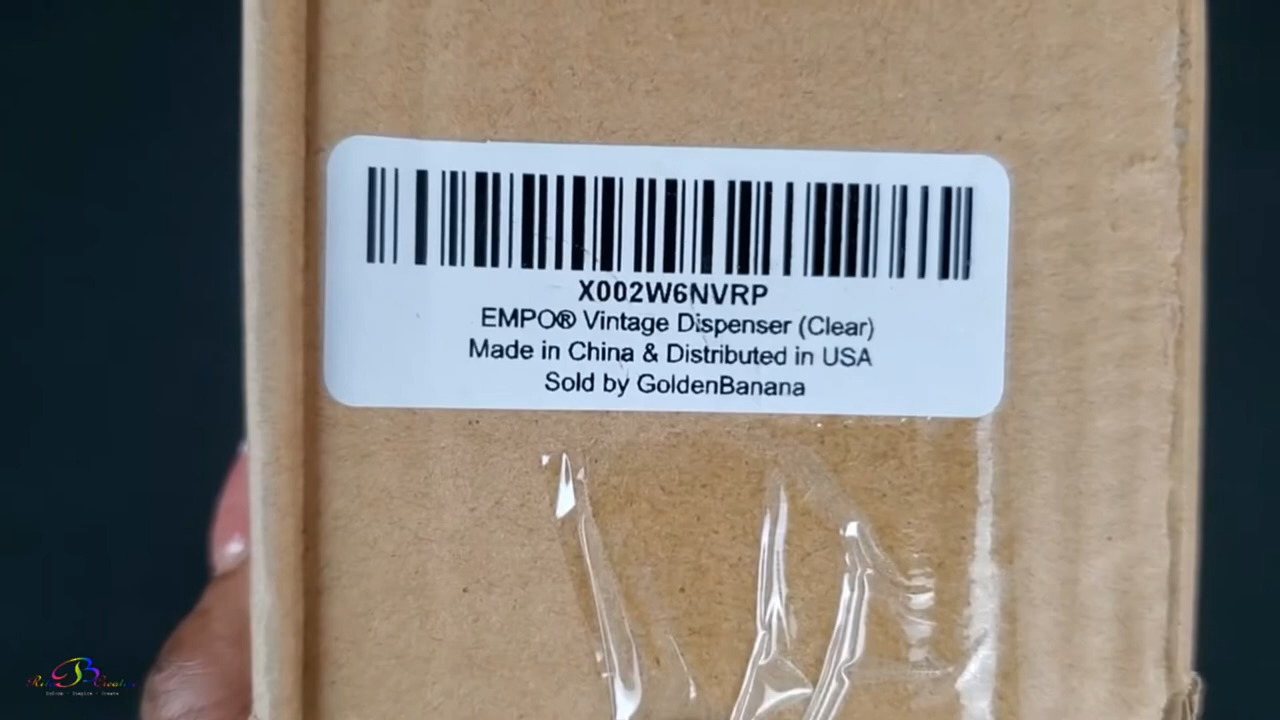 X002W6NVRP
EMPO® Vintage Dispenser (Clear)
Made in China & Distributed in USA
Sold by GoldenBanana